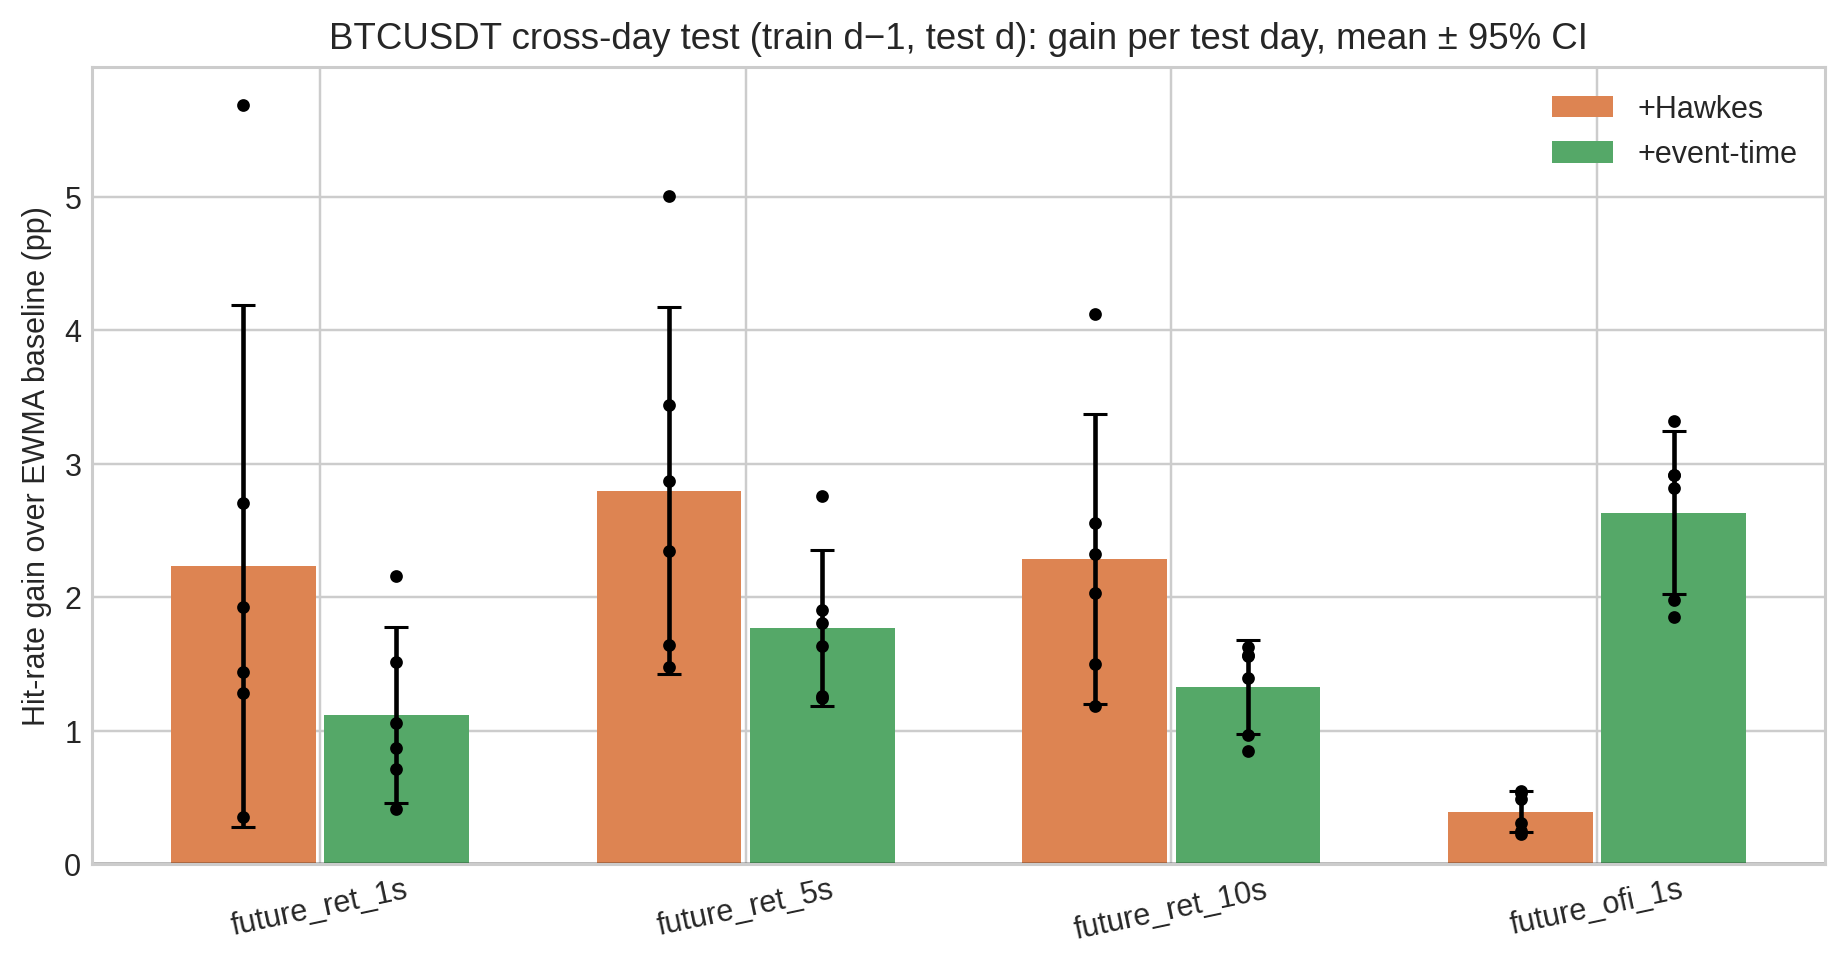 BTCUSDT cross-day test (train d−1, test d): gain per test day, mean ± 95% CI
+Hawkes
+event-time
Hit-rate gain over EWMA baseline (pp)
5
4
3
2
1
0
future_ret_1s
future_ret_5s
future_ret_10s
future_ofi_1s